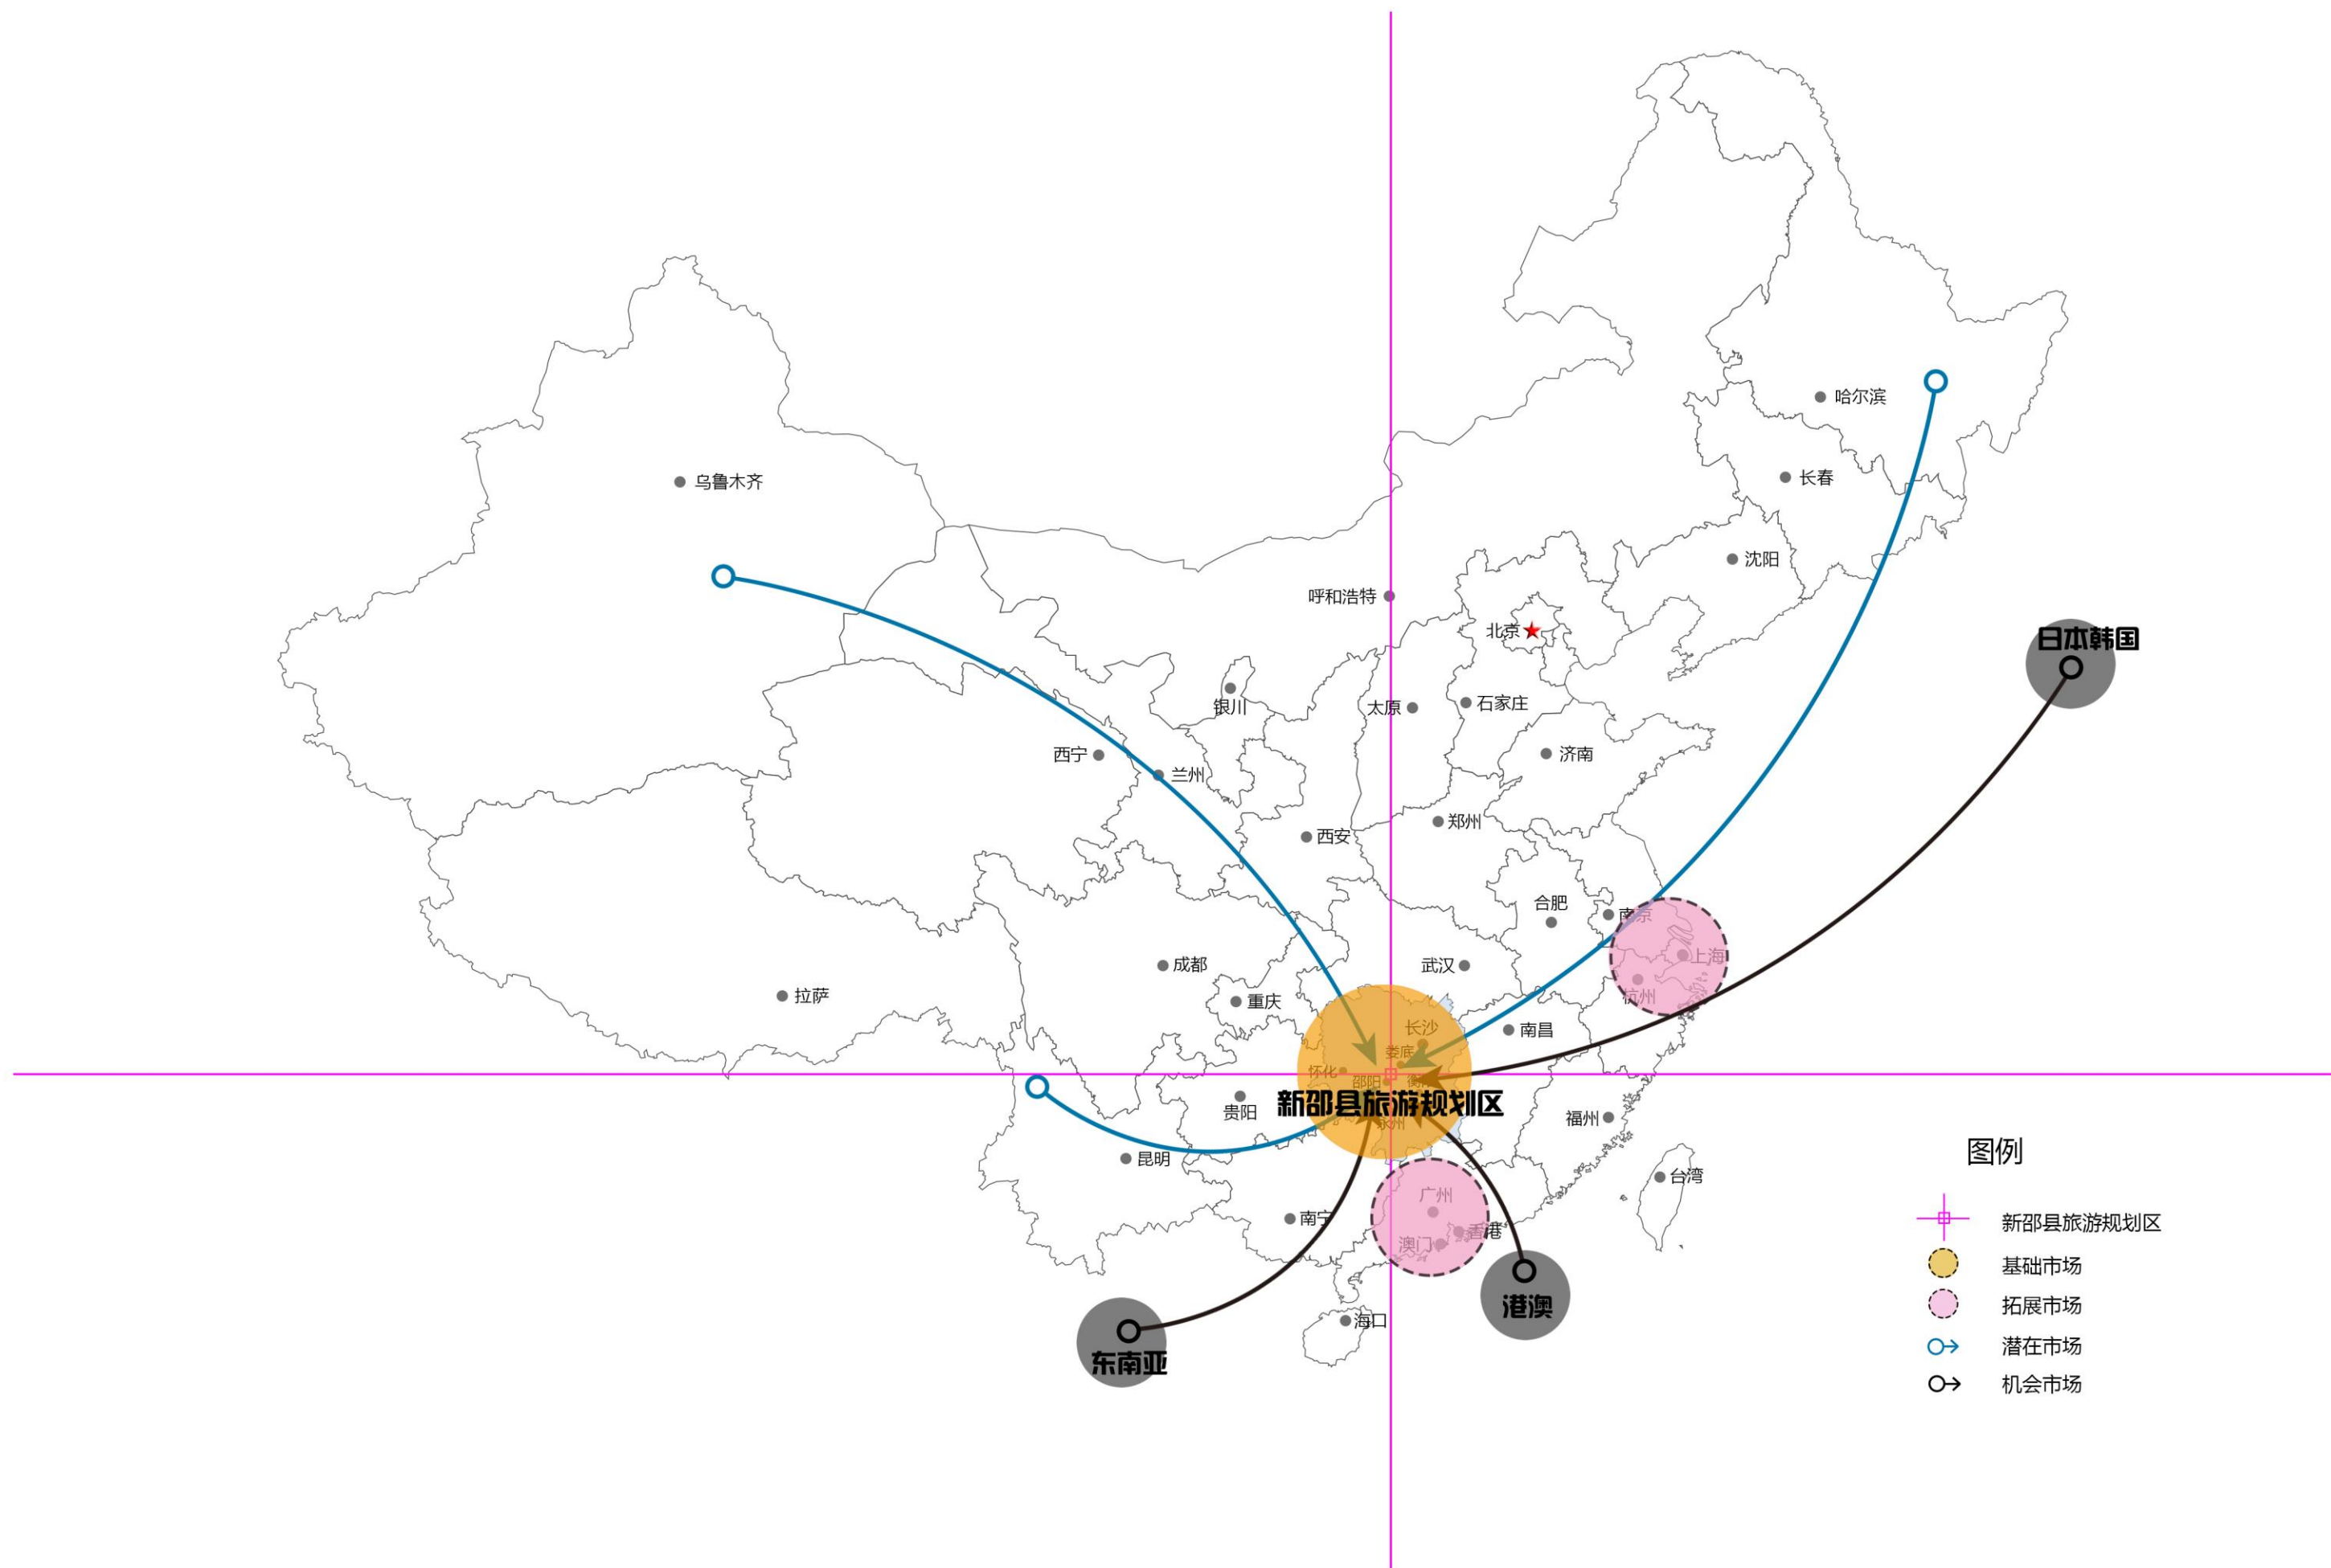 哈尔滨
乌鲁木齐
长春
沈阳
呼和浩特
北京
日本韩国
银川
太原
石家庄
西宁
兰州
济南
郑州
西安
合肥
南京
上海
成都
武汉
拉萨
重庆
杭州
长沙
南昌
娄底
怀化
邵阳
新邵县旅游规划区
贵阳
永州
福州
昆明
台湾
广州
南宁
香港
澳门
港澳
海口
东南亚
图例
新邵县旅游规划区
基础市场
拓展市场
潜在市场
机会市场